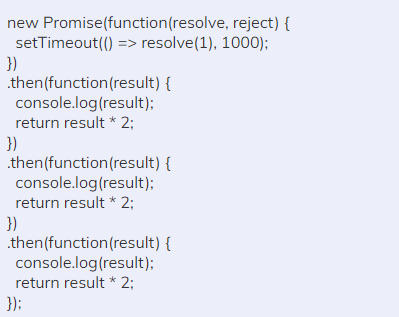 new Promise(function(resolve, reject) {
  setTimeout(() => resolve(1), 1000);
})
.then(function(result) {
  console.log(result);
  return result * 2;
})
.then(function(result) {
  console.log(result);
  return result * 2;
})
.then(function(result) {
  console.log(result);
  return result * 2;
});